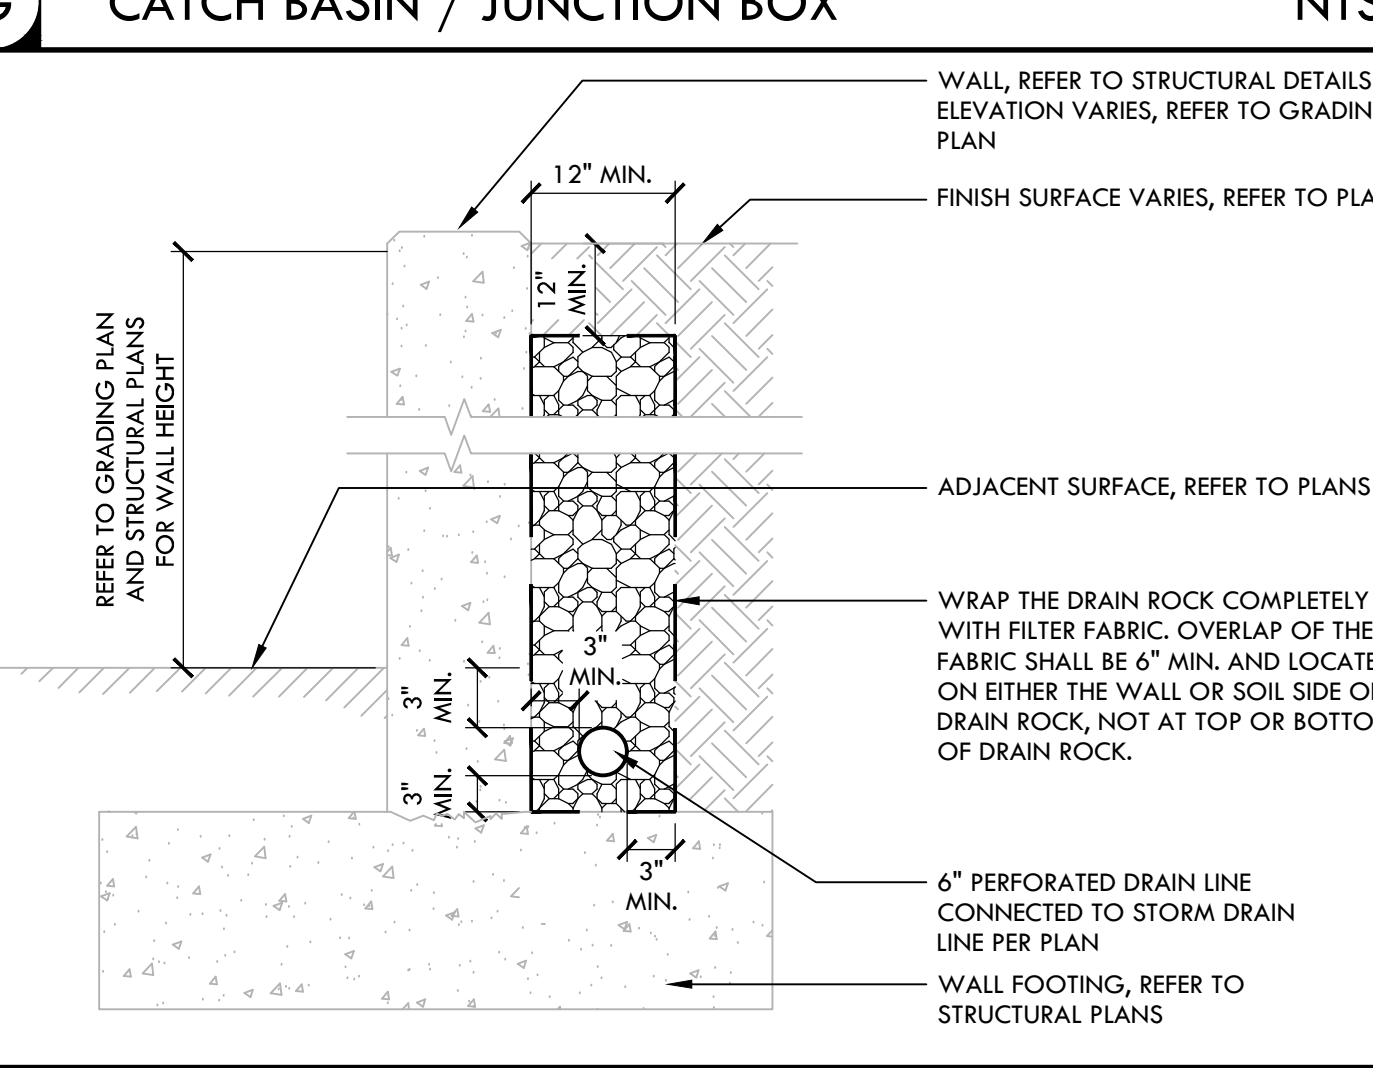 CATCH BASIN / JUNCTION BOX
WALL, REFER TO STRUCTURAL DETAILS
ELEVATION VARIES, REFER TO
PLAN
12" MIN.
FINISH SURFACE VARIES, REFER TO
12"
MIN.
REFER TO GRADING PLAN
AND STRUCTURAL PLANS
FOR WALL HEIGHT
ADJACENT SURFACE, REFER TO PLANS
WRAP THE DRAIN ROCK COMPLETELY
WITH FILTER FABRIC. OVERLAP OF THE
FABRIC SHALL BE 6" MIN. AND
ON EITHER THE WALL OR SOIL SIDE
DRAIN ROCK, NOT AT TOP OR
OF DRAIN ROCK.
3"
MIN.
3"
MIN.
3"
MIN.
3"
MIN.
6" PERFORATED DRAIN LINE
CONNECTED TO STORM DRAIN
LINE PER PLAN
WALL FOOTING, REFER TO
STRUCTURAL PLANS